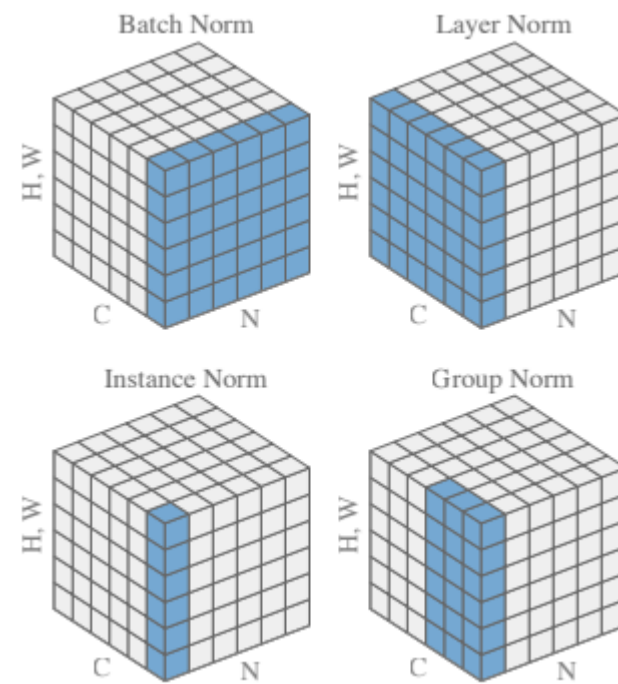 Batch Norm
Layer Norm
H, W
C
N
H, W
C
N
Instance Norm
Group Norm
H, W
C
N
H, W
C
N